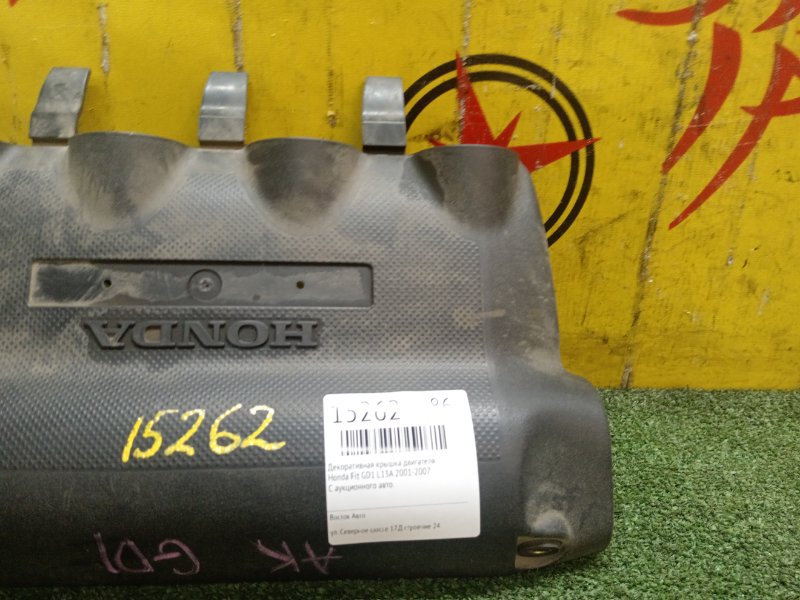 HONDA
15262
15262 86
Декоративная крышка двигателя
Honda Fit GD1 L13A 2001-2007
С аукционного авто.
Восток Авто
ул. Северное шоссе 17Д строение 24
AK
GD1